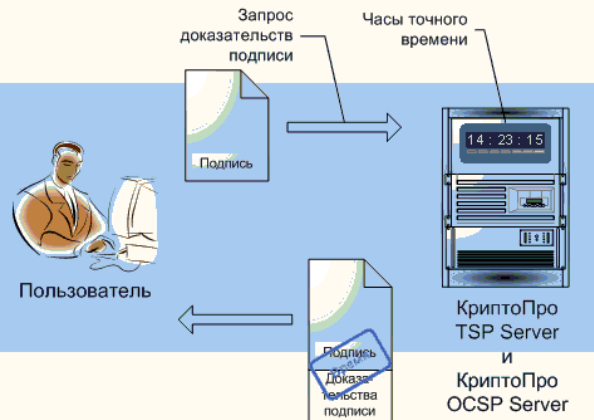 Запрос
доказательств
подписи
Часы точного
времени
Подпись
14 : 23 : 15
Пользователь
КриптоПро
TSP Server
и
КриптоПро
OCSP Server
Подпись
Время
Доказа-
тельства
подписи